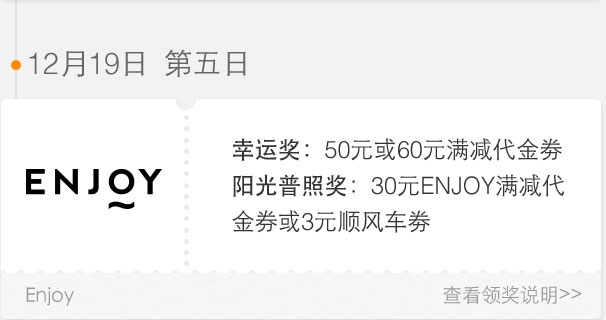 12月19日 第五日
ENJOY
幸运奖：50元或60元满减代金券
阳光普照奖：30元ENJOY满减代
金券或3元顺风车券
Enjoy
查看领奖说明>>